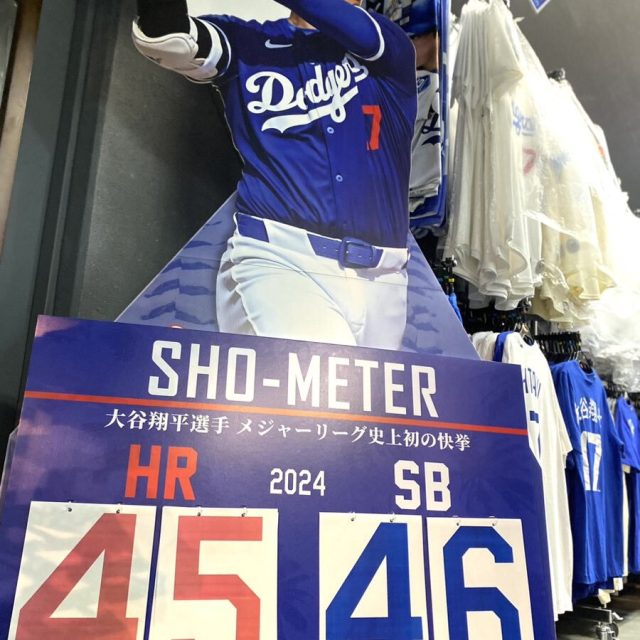 Dodgers
7
SHO-METER
大谷翔平選手 メジャーリーグ史上初の快挙
HR 2024 SB
45 46